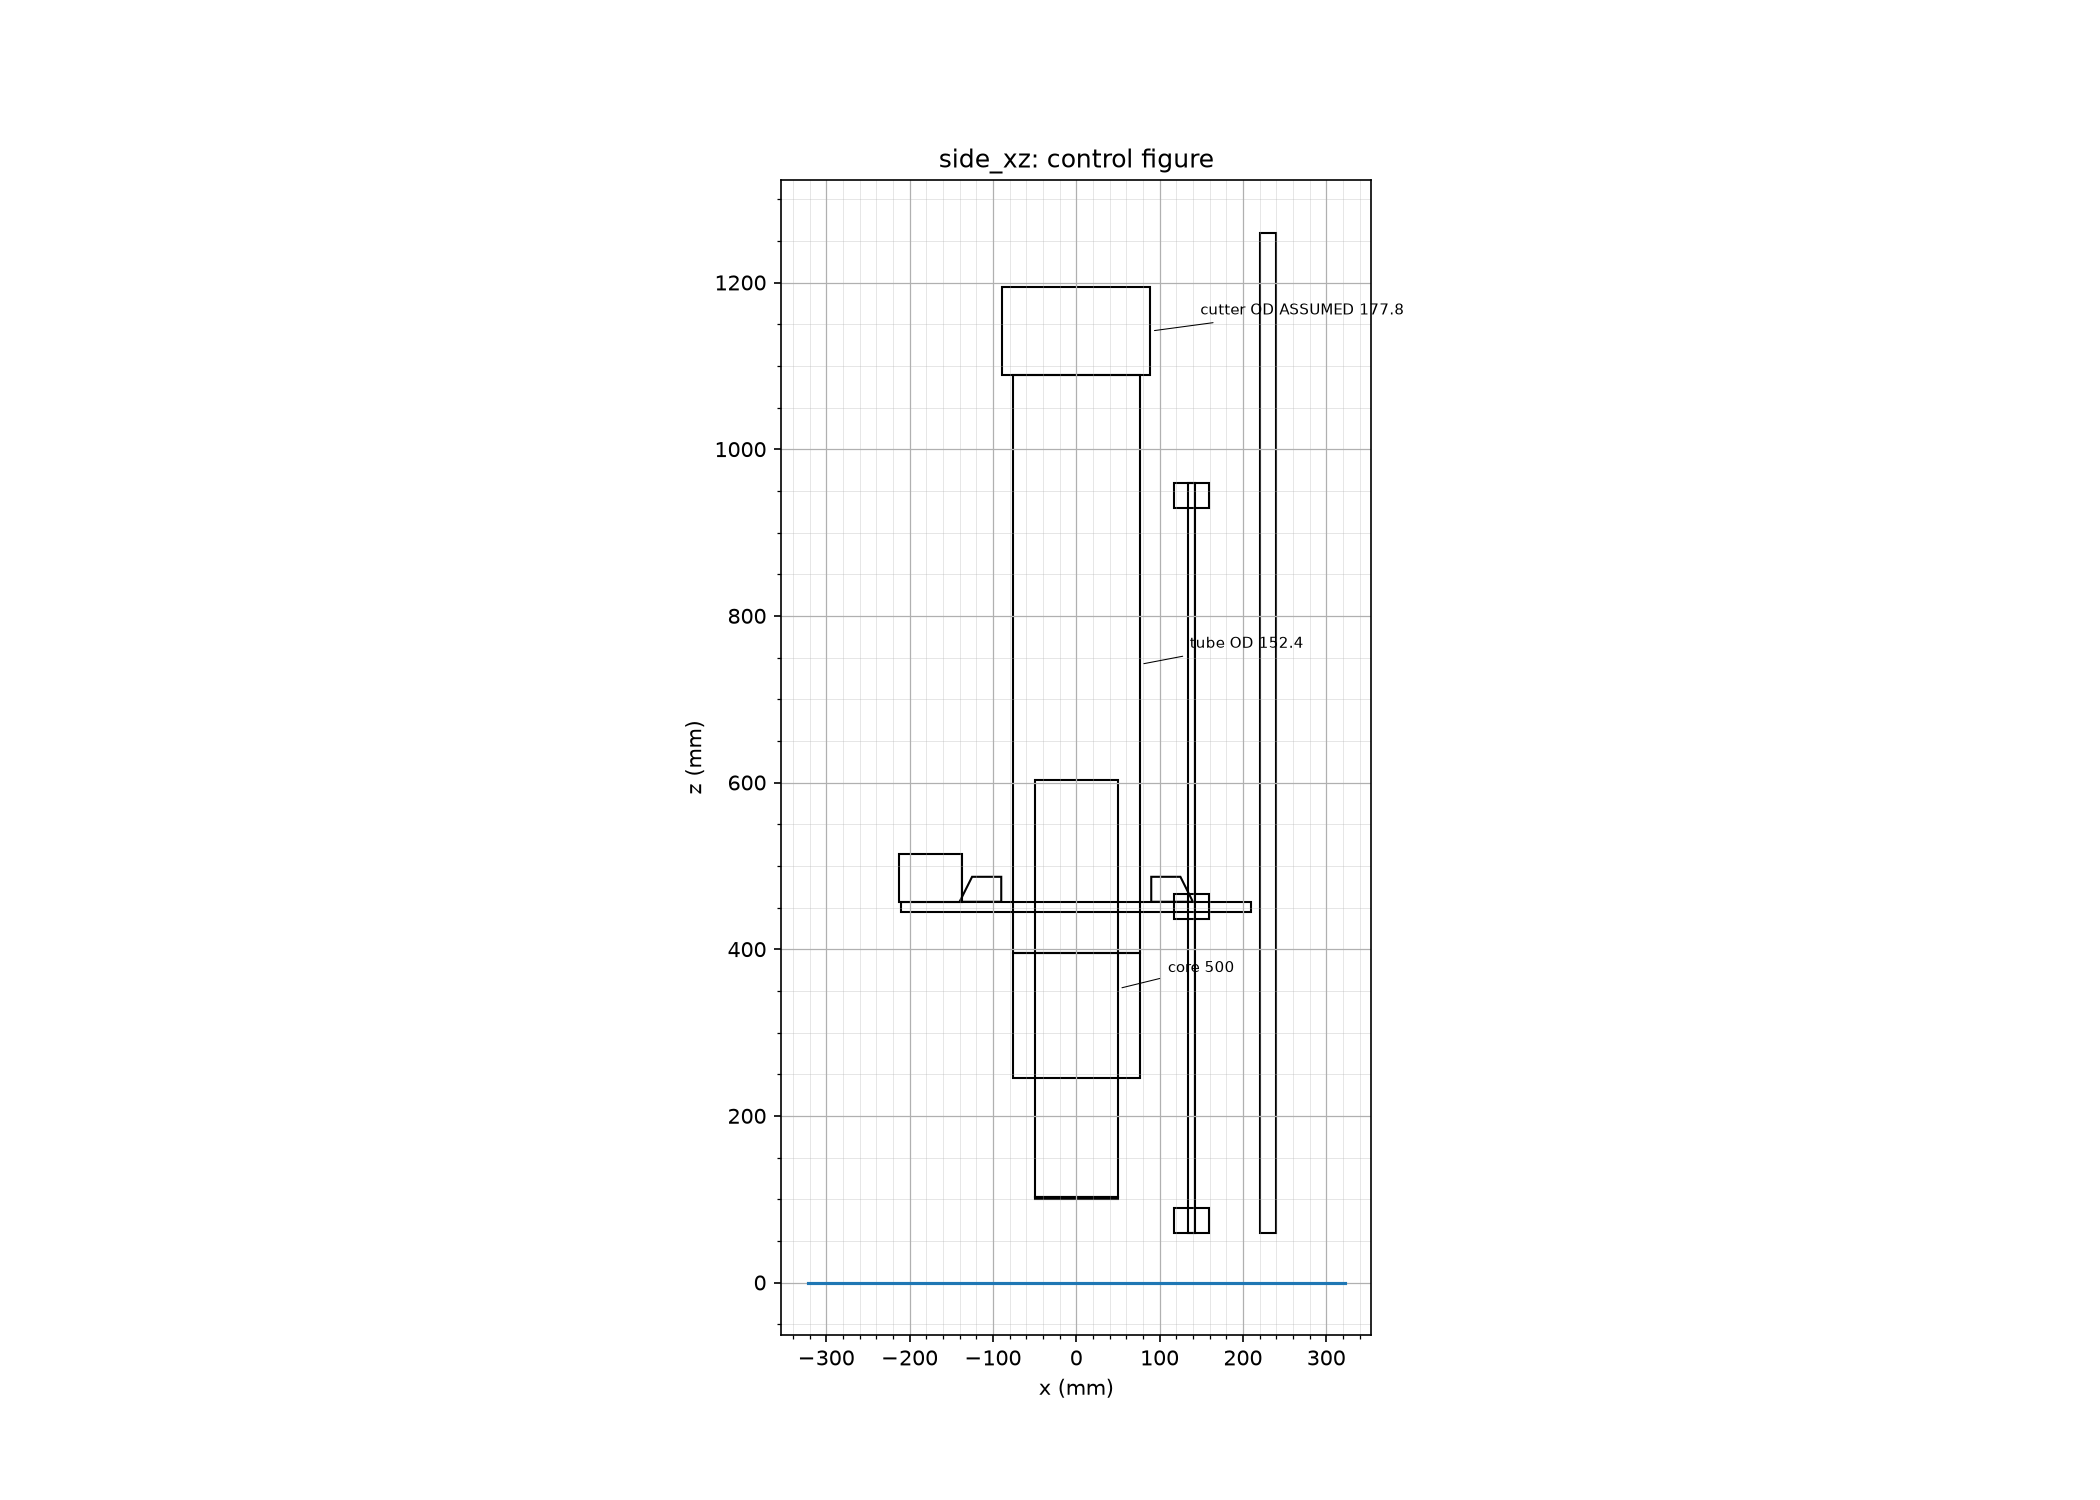 side_xz: control figure
1200
cutter OD ASSUMED 177.8
1000
800
tube OD 152.4
z (mm)
600
400
core 500
200
0
−300 −200 −100 0 100 200 300
x (mm)